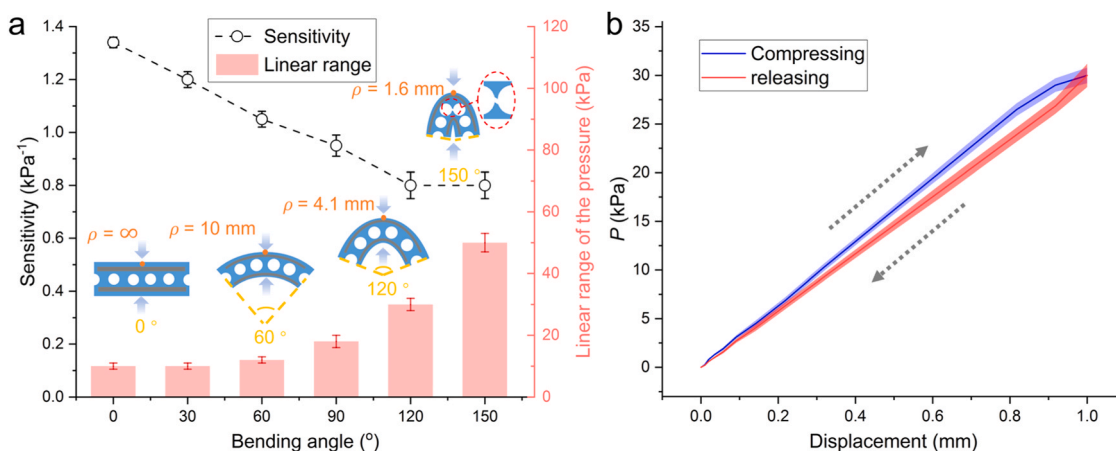 a
1.4
1.2
1.0
0.8
0.6
0.4
0.2
0.0
Sensitivity (kPa-1)
Sensitivity
Linear range
ρ = 1.6 mm
150 °
ρ = 4.1 mm
120 °
ρ = 10 mm
60 °
ρ = ∞
0 °
0 30 60 90 120 150
Bending angle (º)
120
100
80
60
40
20
0
Linear range of the pressure (kPa)
b
35
30
25
20
15
10
5
0
P (kPa)
Compressing
releasing
0.0 0.2 0.4 0.6 0.8 1.0
Displacement (mm)